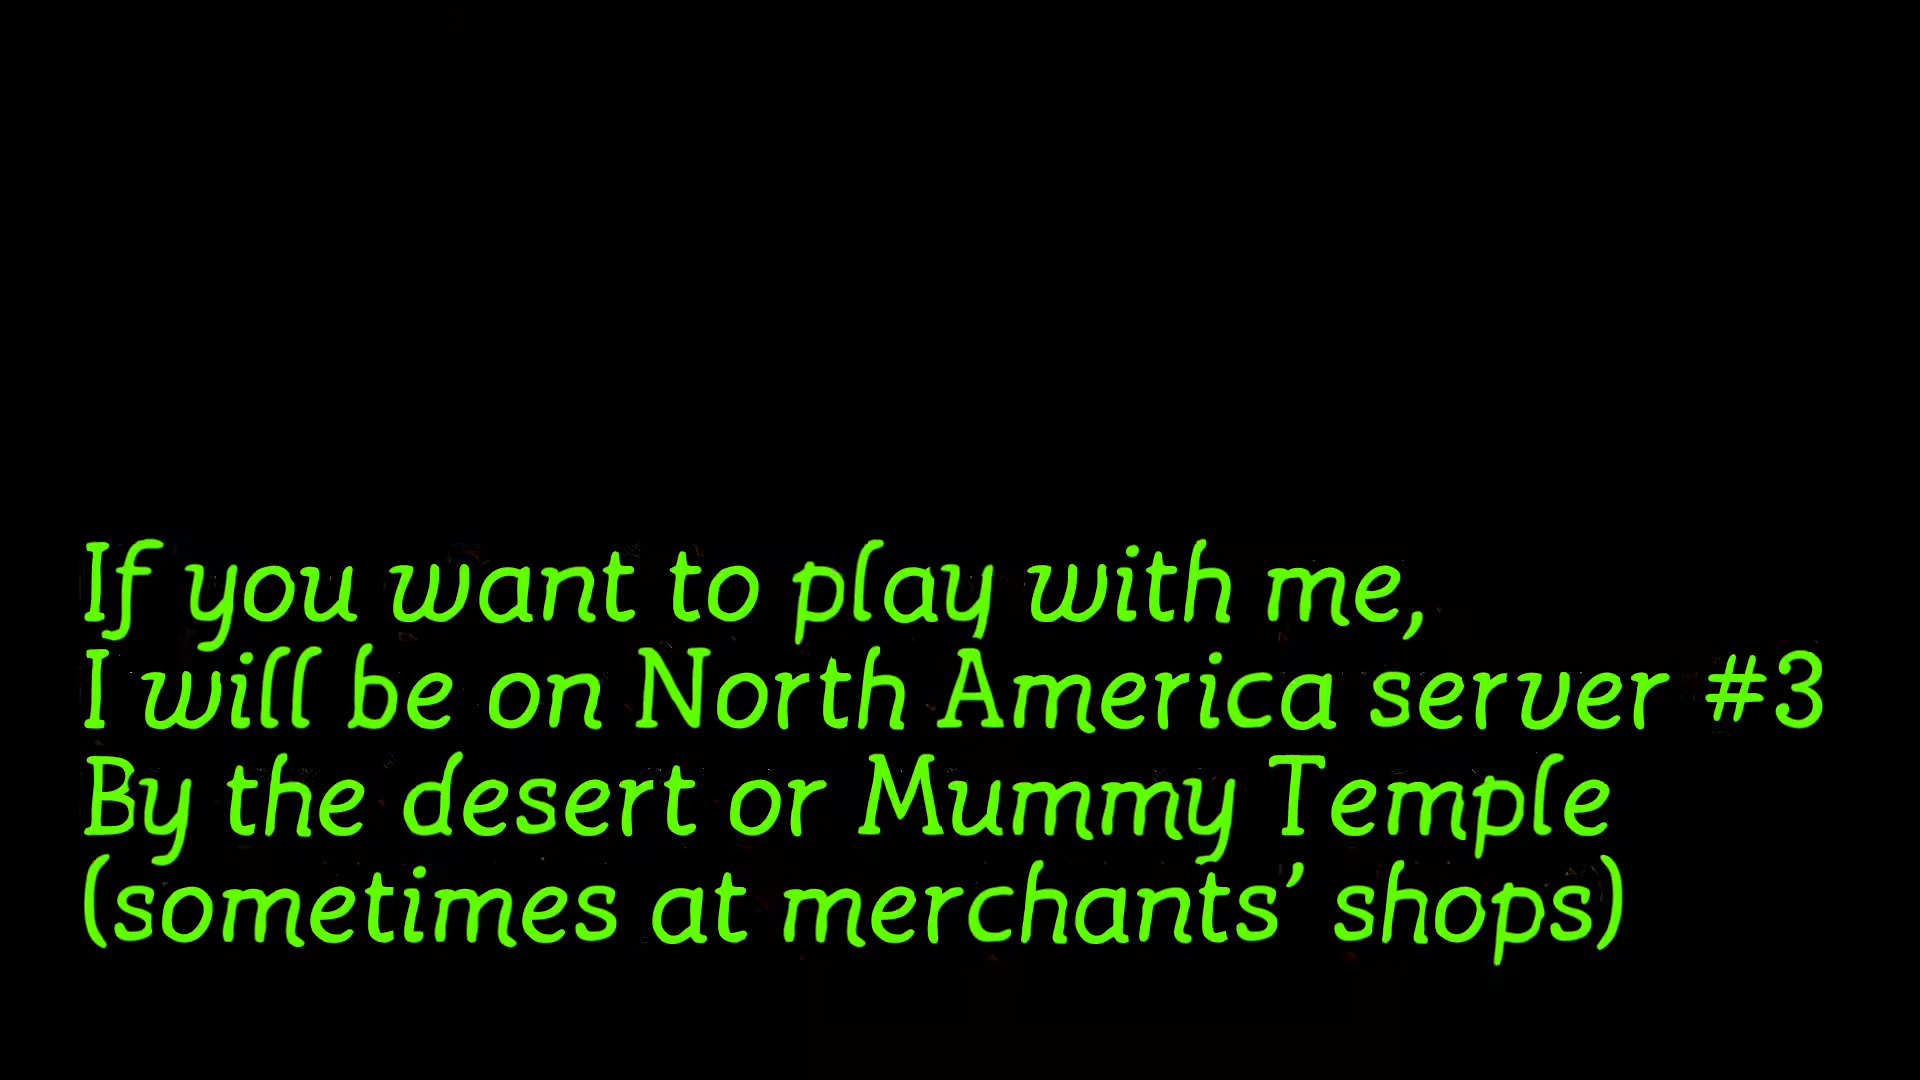 If you want to play with me,
I will be on North America server #3
By the desert or Mummy Temple
(sometimes at merchants’ shops)